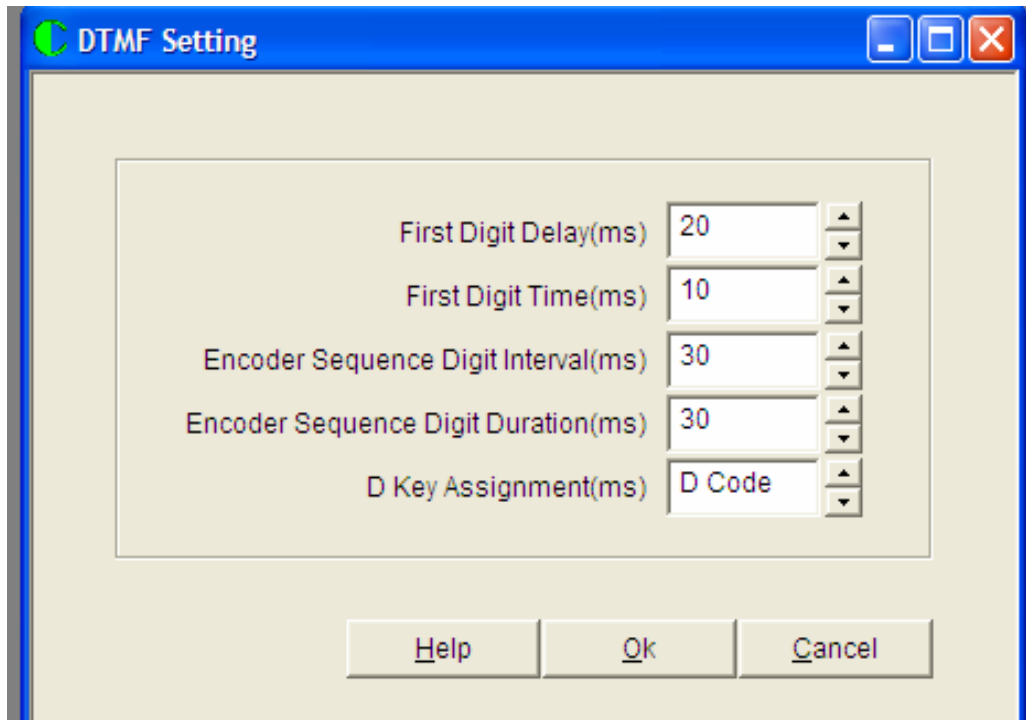 DTMF Setting
First Digit Delay(ms) 20
First Digit Time(ms) 10
Encoder Sequence Digit Interval(ms) 30
Encoder Sequence Digit Duration(ms) 30
D Key Assignment(ms) D Code
Help Ok Cancel